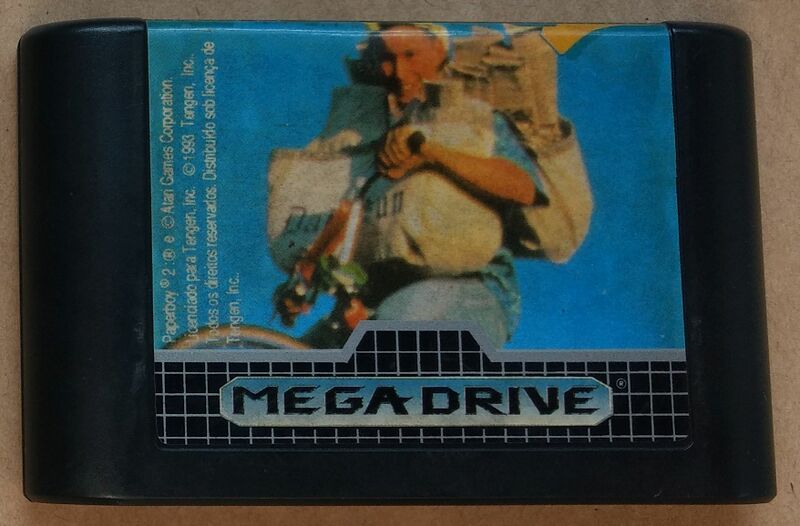 Paperboy® 2 :® e © Atari Games Corporation.
Licenciado para Tengen, Inc. © 1993 Tengen, Inc..
Todos os direitos reservados. Distribuído sob licença de
Tengen, Inc..
MEGA DRIVE ®